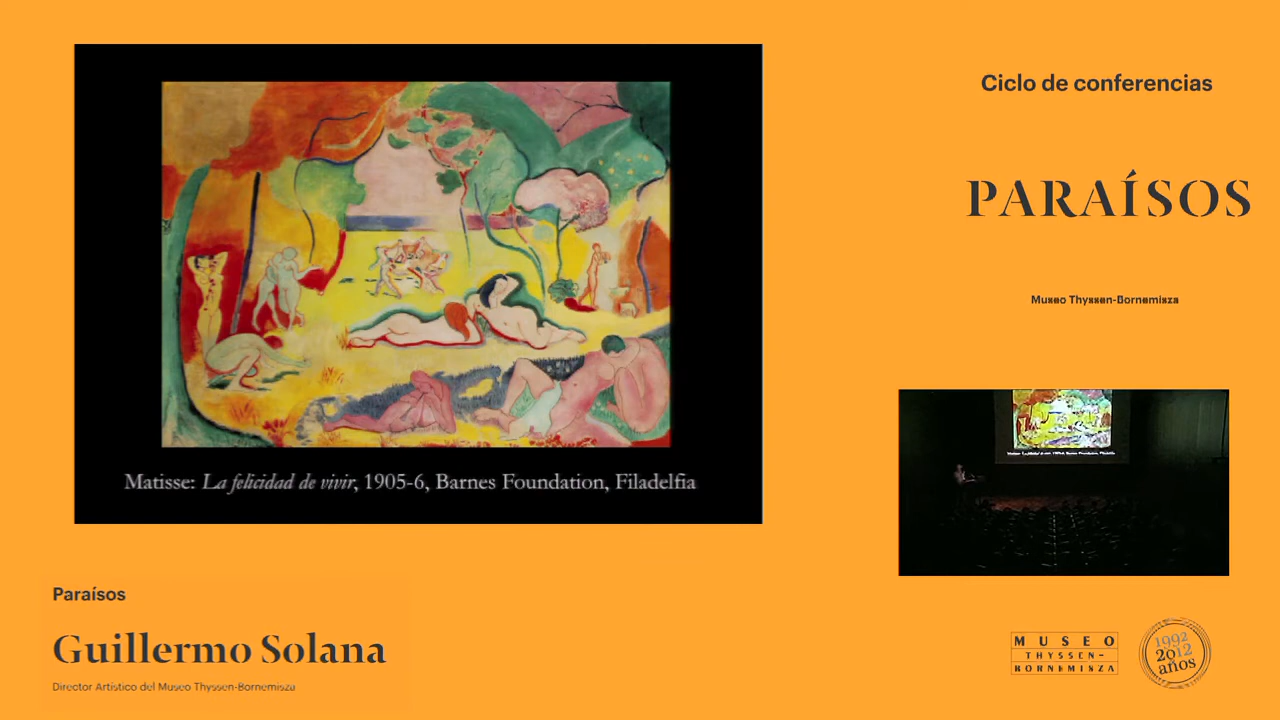 Ciclo de conferencias
PARAÍSOS
Museo Thyssen-Bornemisza
Matisse: La felicidad de vivir, 1905-6, Barnes Foundation, Filadelfia
Paraísos
Guillermo Solana
Director Artístico del Museo Thyssen-Bornemisza
MUSEO
THYSSEN-
BORNEMISZA
1992
2012
años